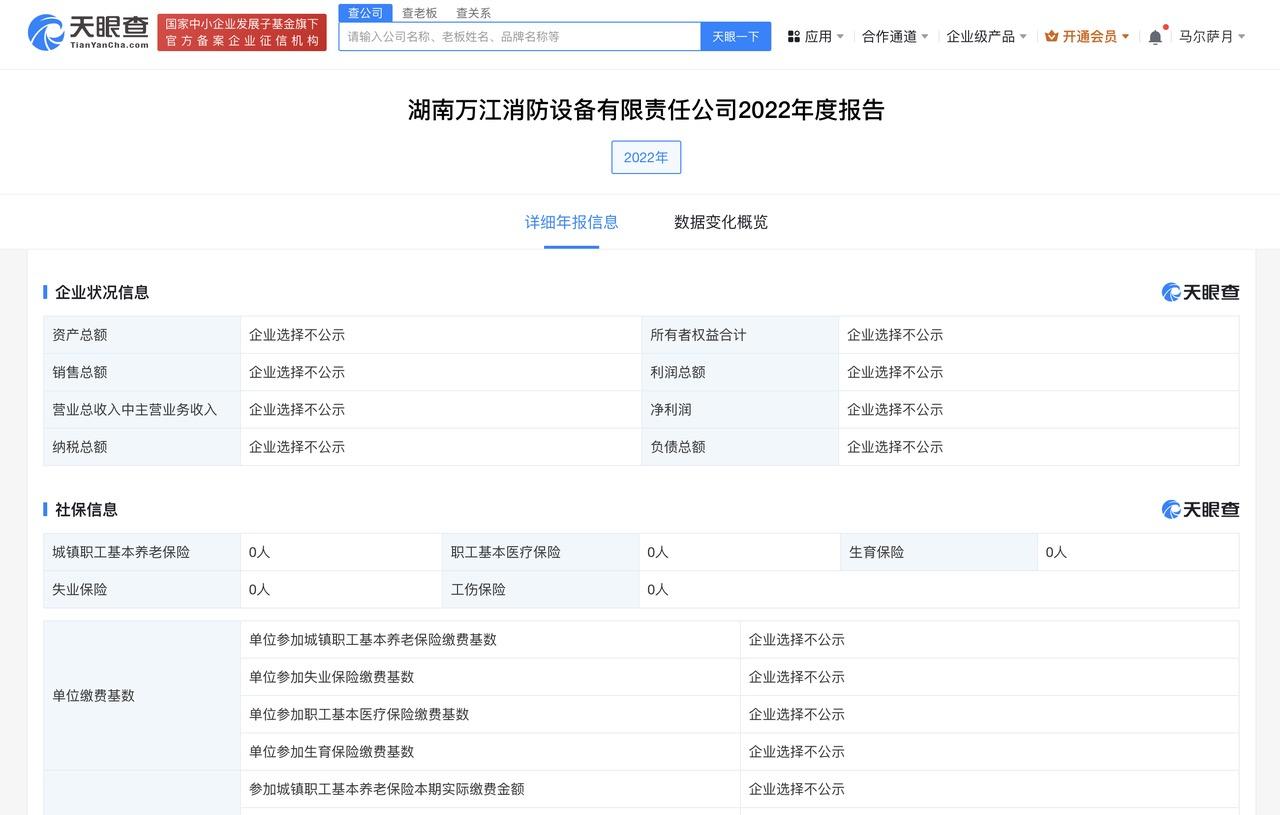 天眼查
TianYanCha.com
国家中小企业发展子基金旗下
官方备案企业征信机构
查公司 查老板 查关系
请输入公司名称、老板姓名、品牌名称等 天眼一下
应用 合作通道 企业级产品 开通会员 马尔萨月
湖南万江消防设备有限责任公司2022年度报告
2022年
详细年报信息 数据变化概览
企业状况信息 天眼查
资产总额 企业选择不公示 所有者权益合计 企业选择不公示
销售总额 企业选择不公示 利润总额 企业选择不公示
营业总收入中主营业务收入 企业选择不公示 净利润 企业选择不公示
纳税总额 企业选择不公示 负债总额 企业选择不公示
社保信息 天眼查
城镇职工基本养老保险 0人 职工基本医疗保险 0人 生育保险 0人
失业保险 0人 工伤保险 0人
单位缴费基数
单位参加城镇职工基本养老保险缴费基数 企业选择不公示
单位参加失业保险缴费基数 企业选择不公示
单位参加职工基本医疗保险缴费基数 企业选择不公示
单位参加生育保险缴费基数 企业选择不公示
参加城镇职工基本养老保险本期实际缴费金额 企业选择不公示